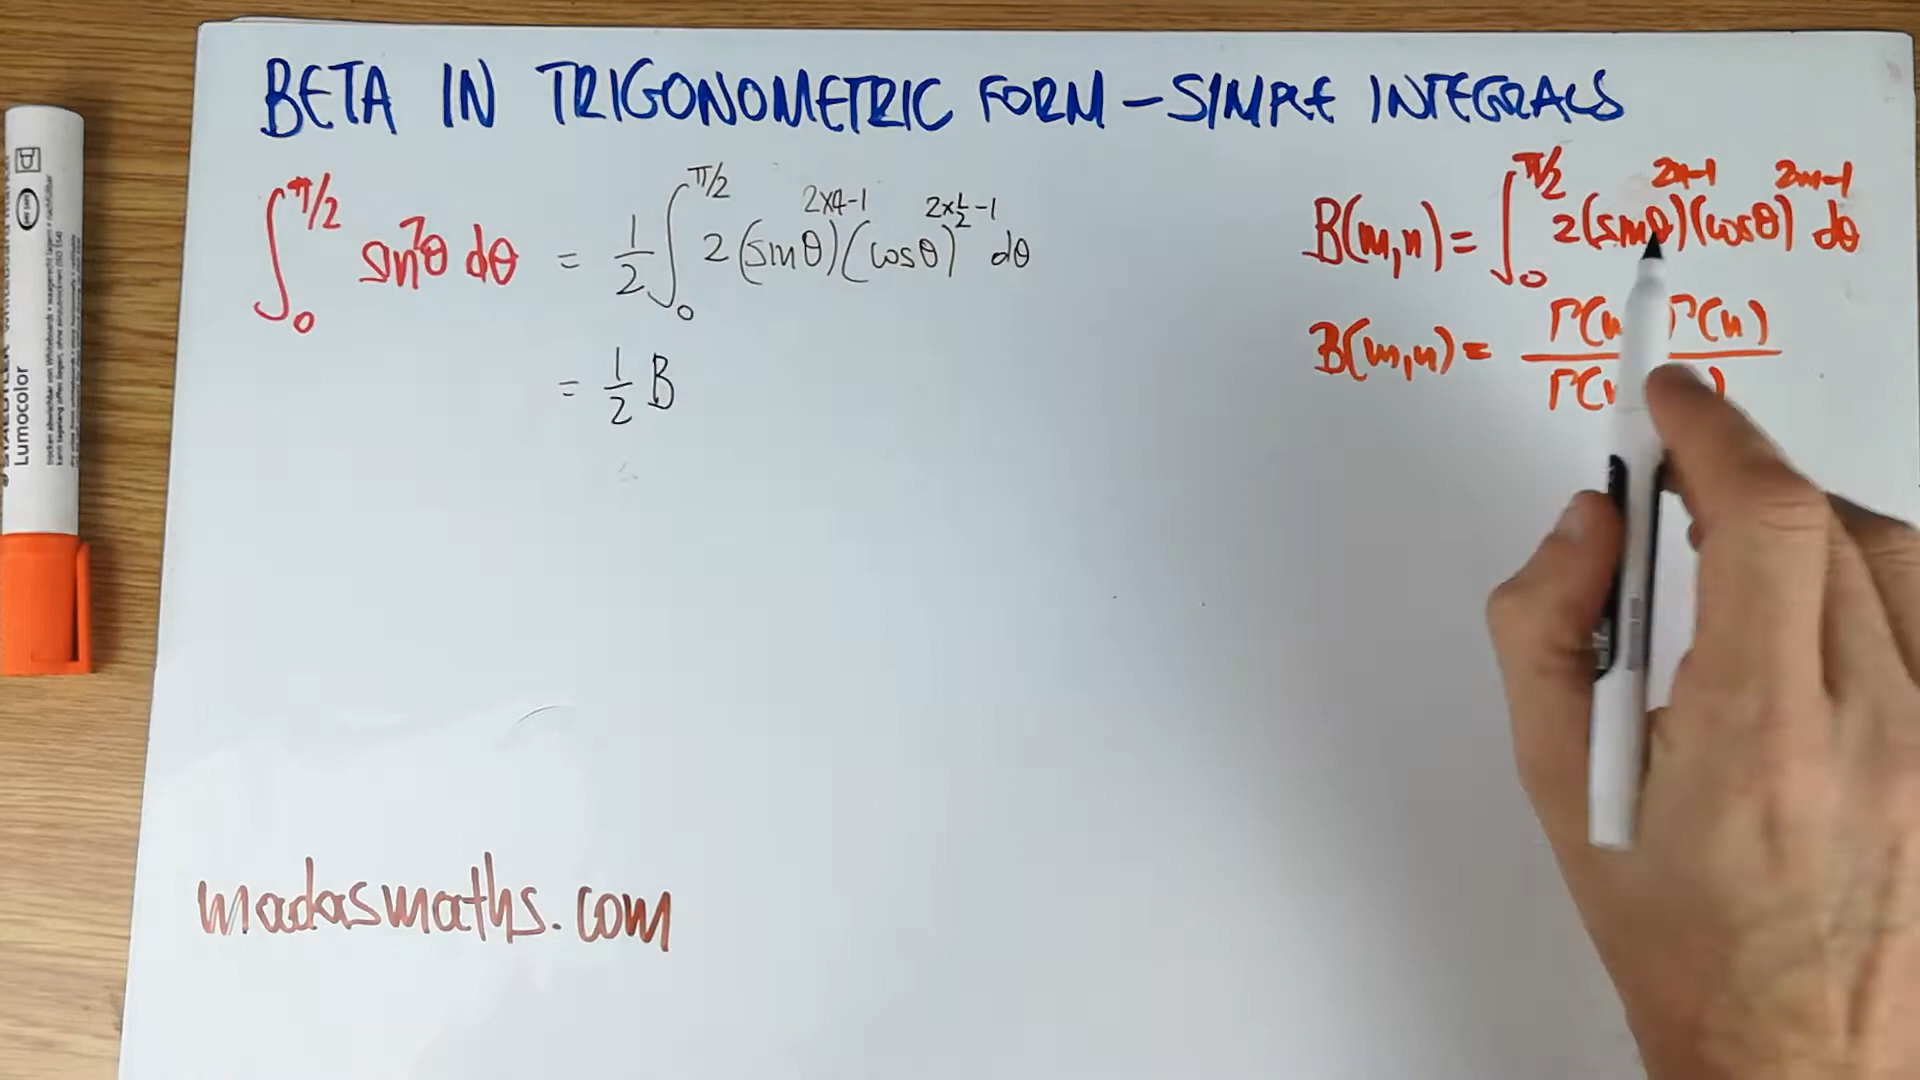 BETA IN TRIGONOMETRIC FORM – SIMPLE INTEGRALS
∫₀^π/2 sin⁷θ dθ = 1/2 ∫₀^π/2 2(sinθ)^2×4-1 (cosθ)^2×1/2-1 dθ
= 1/2 B
B(m,n) = ∫₀^π/2 2(sinθ)^2n-1 (cosθ)^2m-1 dθ
B(m,n) = Γ( Γ(n) / Γ(
madasmaths.com
STAEDTLER
Lumocolor